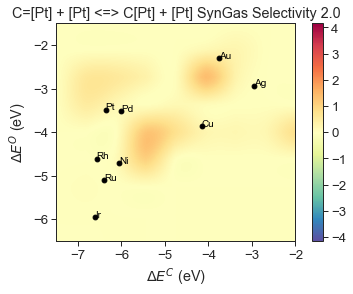 C=[Pt] + [Pt] <=> C[Pt] + [Pt] SynGas Selectivity 2.0
−2
−3
−4
−5
−6
ΔE^O (eV)
Au
Ag
Pt
Pd
Cu
Rh
Ni
Ru
Ir
−7
−6
−5
−4
−3
−2
ΔE^C (eV)
4
3
2
1
0
−1
−2
−3
−4